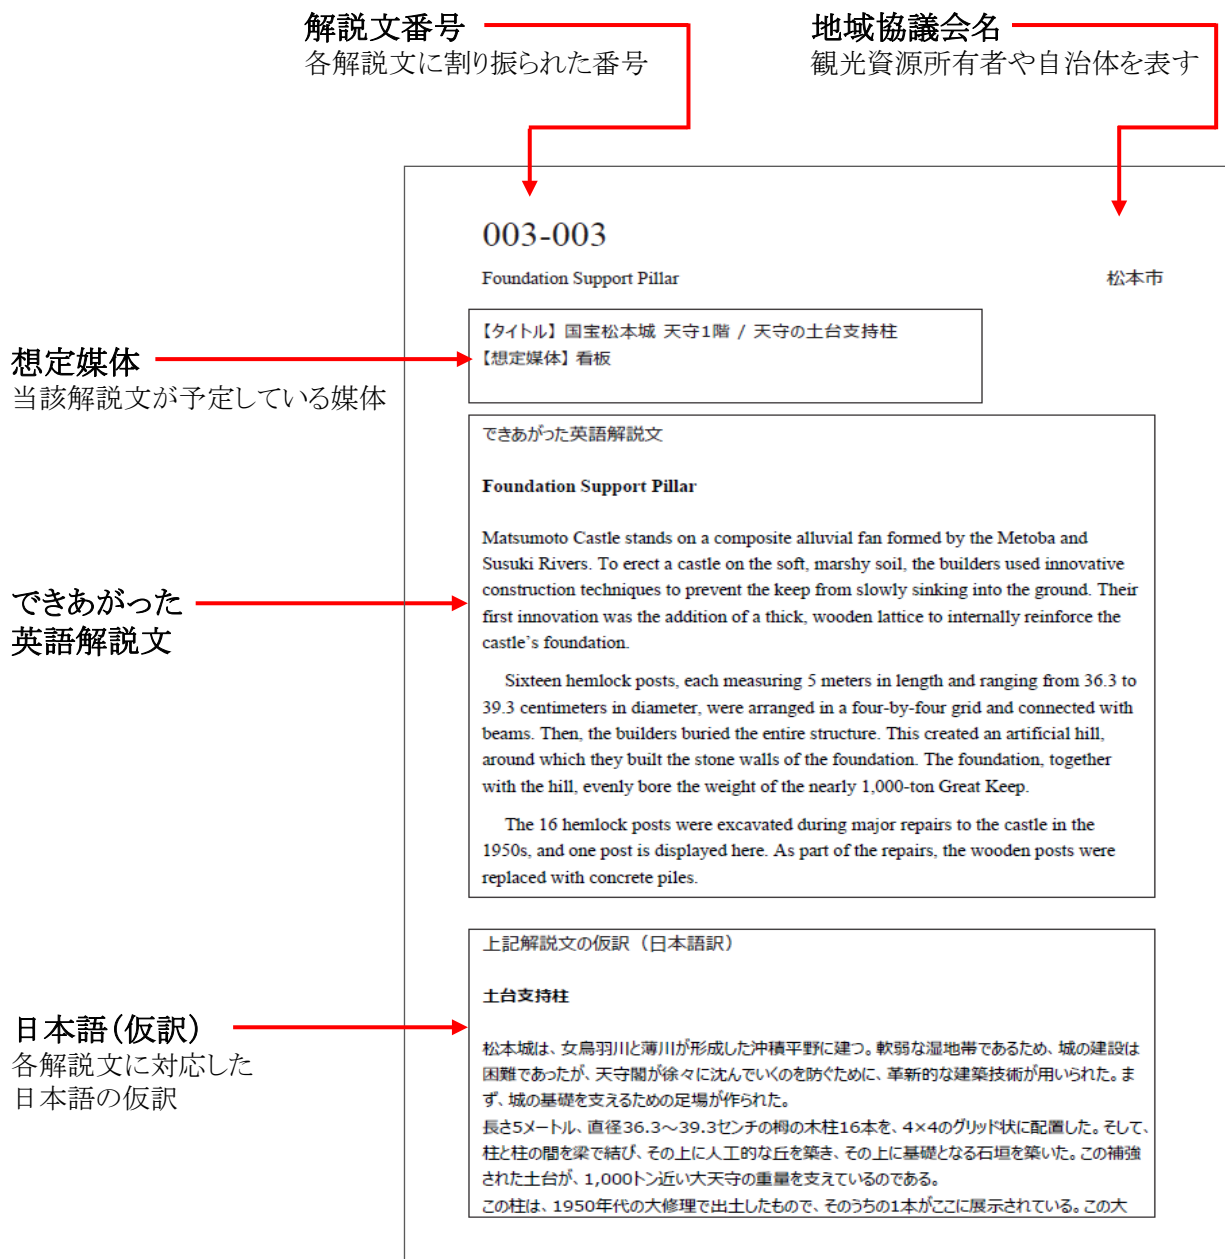 解説文番号
各解説文に割り振られた番号
地域協議会名
観光資源所有者や自治体を表す
003-003
Foundation Support Pillar
松本市
【タイトル】国宝松本城 天守1階 / 天守の土台支持柱
【想定媒体】看板
想定媒体
当該解説文が予定している媒体
できあがった英語解説文
Foundation Support Pillar
Matsumoto Castle stands on a composite alluvial fan formed by the Metoba and
Susuki Rivers. To erect a castle on the soft, marshy soil, the builders used innovative
construction techniques to prevent the keep from slowly sinking into the ground. Their
first innovation was the addition of a thick, wooden lattice to internally reinforce the
castle's foundation.
Sixteen hemlock posts, each measuring 5 meters in length and ranging from 36.3 to
39.3 centimeters in diameter, were arranged in a four-by-four grid and connected with
beams. Then, the builders buried the entire structure. This created an artificial hill,
around which they built the stone walls of the foundation. The foundation, together
with the hill, evenly bore the weight of the nearly 1,000-ton Great Keep.
The 16 hemlock posts were excavated during major repairs to the castle in the
1950s, and one post is displayed here. As part of the repairs, the wooden posts were
replaced with concrete piles.
できあがった
英語解説文
上記解説文の仮訳（日本語訳）
土台支持柱
松本城は、女鳥羽川と薄川が形成した沖積平野に建つ。軟弱な湿地帯であるため、城の建設は
困難であったが、天守閣が徐々に沈んでいくのを防ぐために、革新的な建築技術が用いられた。ま
ず、城の基礎を支えるための足場が作られた。
長さ5メートル、直径36.3～39.3センチの栂の木柱16本を、4×4のグリッド状に配置した。そして、
柱と柱の間を梁で結び、その上に人工的な丘を築き、その上に基礎となる石垣を築いた。この補強
された土台が、1,000トン近い大天守の重量を支えているのである。
この柱は、1950年代の大修理で出土したもので、そのうちの1本がここに展示されている。この大
日本語（仮訳）
各解説文に対応した
日本語の仮訳